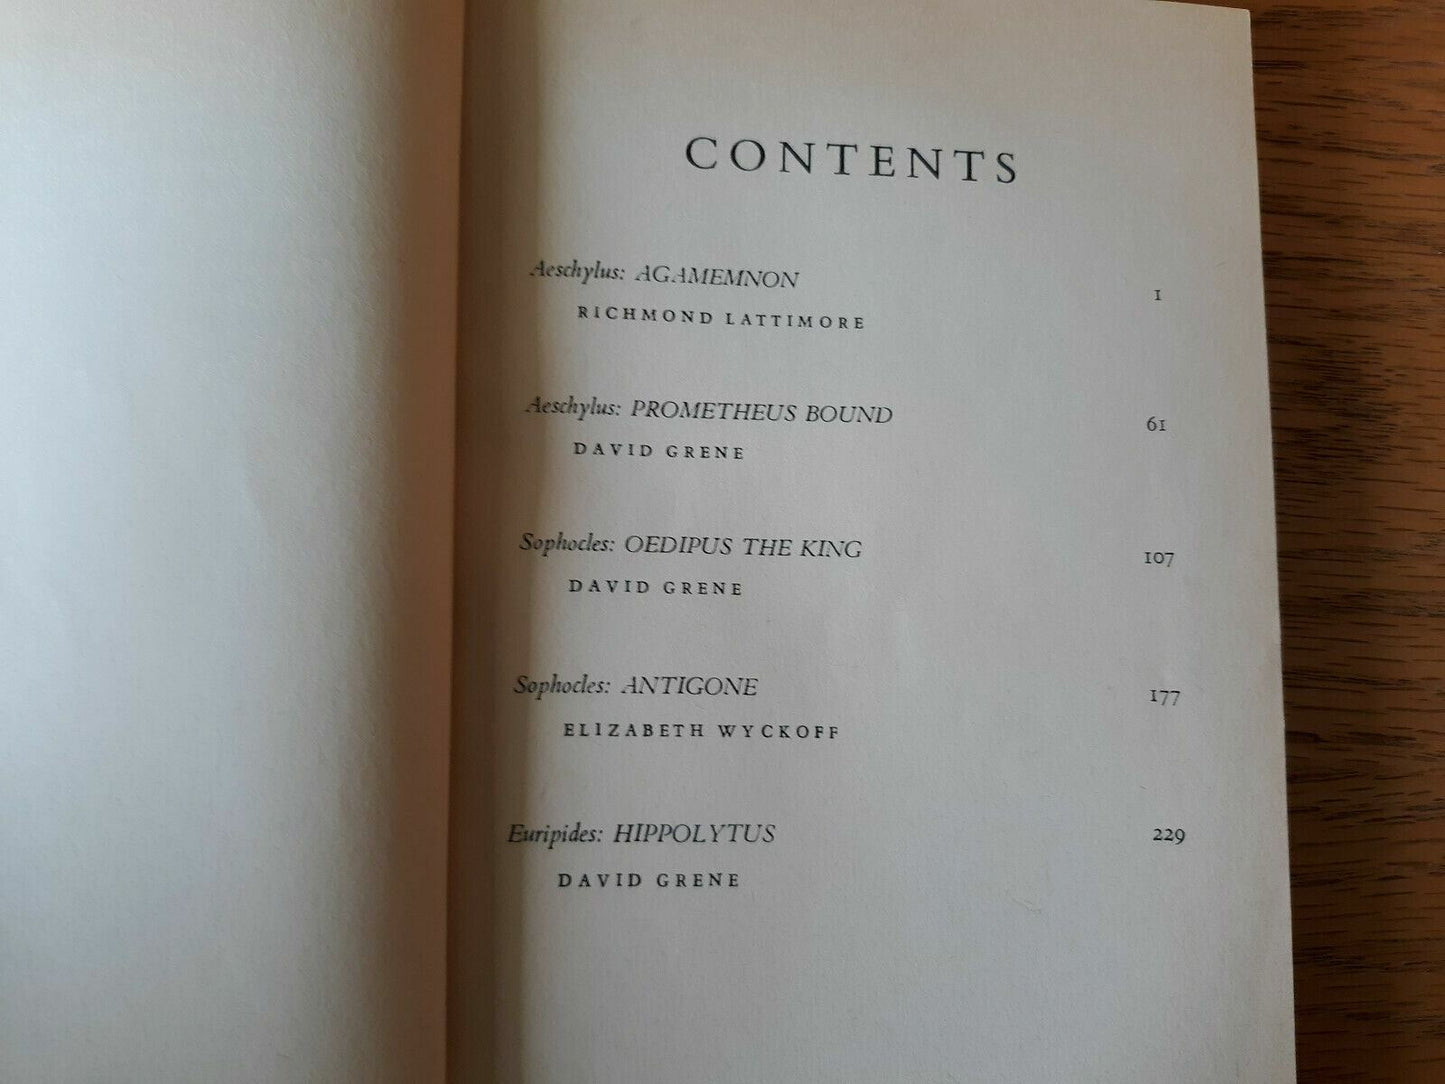 CONTENTS
Aeschylus: AGAMEMNON 1
RICHMOND LATTIMORE
Aeschylus: PROMETHEUS BOUND 61
DAVID GRENE
Sophocles: OEDIPUS THE KING 107
DAVID GRENE
Sophocles: ANTIGONE 177
ELIZABETH WYCKOFF
Euripides: HIPPOLYTUS 229
DAVID GRENE